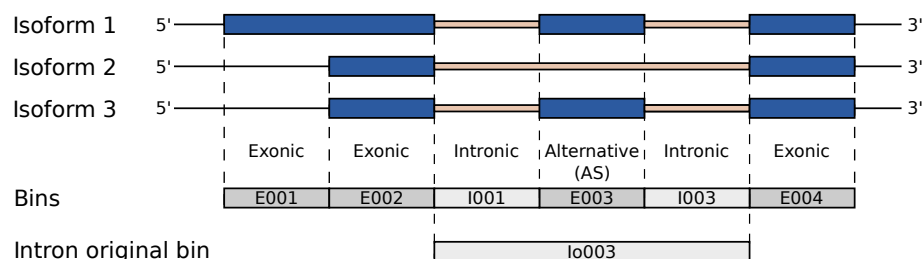 Isoform 1 5' 3'
Isoform 2 5' 3'
Isoform 3 5' 3'
Exonic Exonic Intronic Alternative (AS) Intronic Exonic
Bins E001 E002 I001 E003 I003 E004
Intron original bin Io003